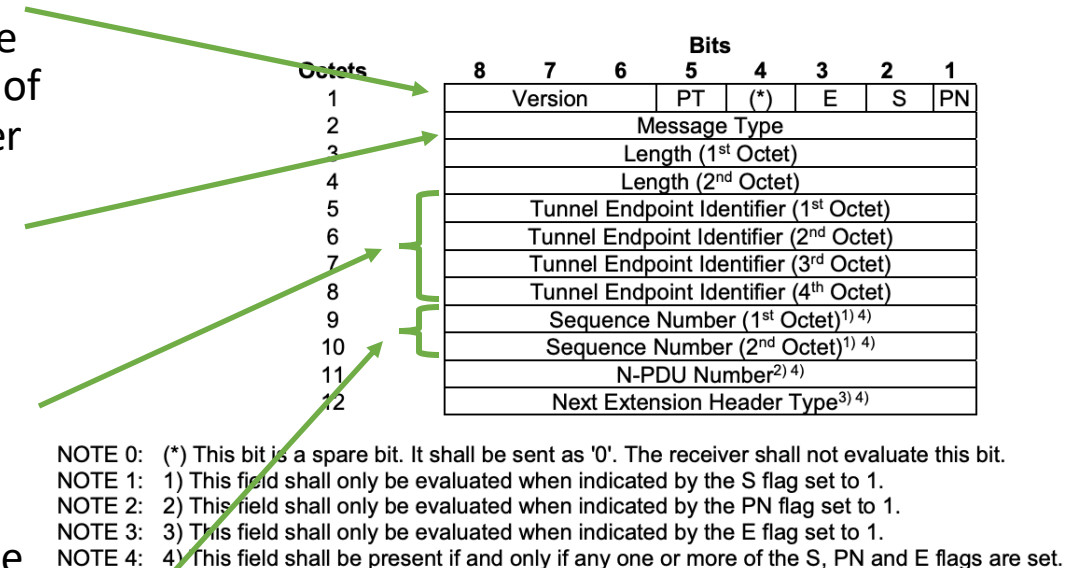 e
of
er
Bits
Octets 8 7 6 5 4 3 2 1
1 Version PT (*) E S PN
2 Message Type
3 Length (1st Octet)
4 Length (2nd Octet)
5 Tunnel Endpoint Identifier (1st Octet)
6 Tunnel Endpoint Identifier (2nd Octet)
7 Tunnel Endpoint Identifier (3rd Octet)
8 Tunnel Endpoint Identifier (4th Octet)
9 Sequence Number (1st Octet)1) 4)
10 Sequence Number (2nd Octet)1) 4)
11 N-PDU Number2) 4)
12 Next Extension Header Type3) 4)
NOTE 0: (*) This bit is a spare bit. It shall be sent as '0'. The receiver shall not evaluate this bit.
NOTE 1: 1) This field shall only be evaluated when indicated by the S flag set to 1.
NOTE 2: 2) This field shall only be evaluated when indicated by the PN flag set to 1.
NOTE 3: 3) This field shall only be evaluated when indicated by the E flag set to 1.
e NOTE 4: 4) This field shall be present if and only if any one or more of the S, PN and E flags are set.